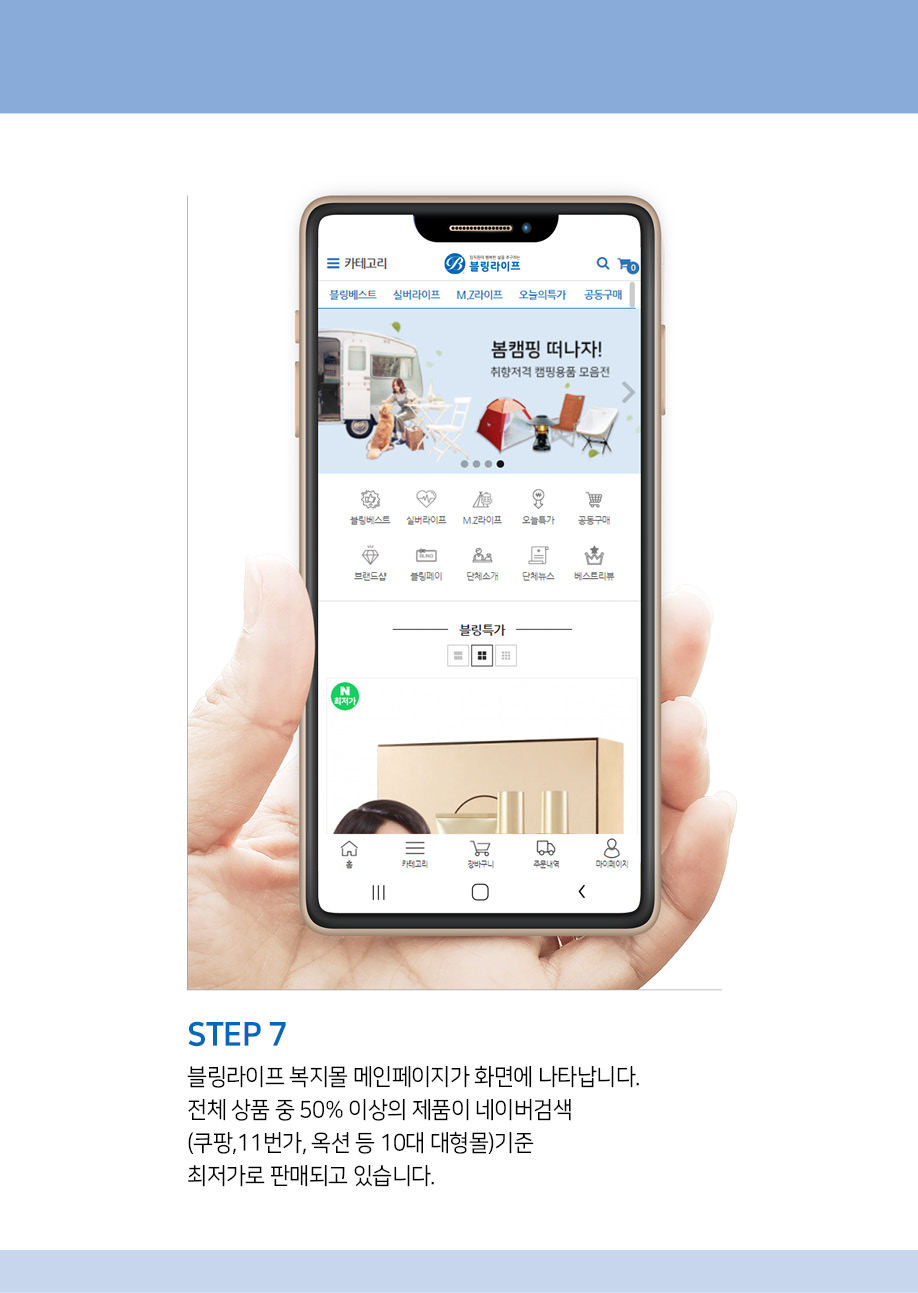 카테고리
임직원의 행복한 삶을 추구하는
B
블링라이프
0
블링베스트 실버라이프 M.Z라이프 오늘의특가 공동구매
봄캠핑 떠나자!
취향저격 캠핑용품 모음전
블링베스트 실버라이프 M.Z라이프 오늘특가 공동구매
BLING
브랜드샵 블링페이 단체소개 단체뉴스 베스트리뷰
블링특가
N
최저가
홈 카테고리 장바구니 주문내역 마이페이지
STEP 7
블링라이프 복지몰 메인페이지가 화면에 나타납니다.
전체 상품 중 50% 이상의 제품이 네이버검색
(쿠팡,11번가, 옥션 등 10대 대형몰)기준
최저가로 판매되고 있습니다.